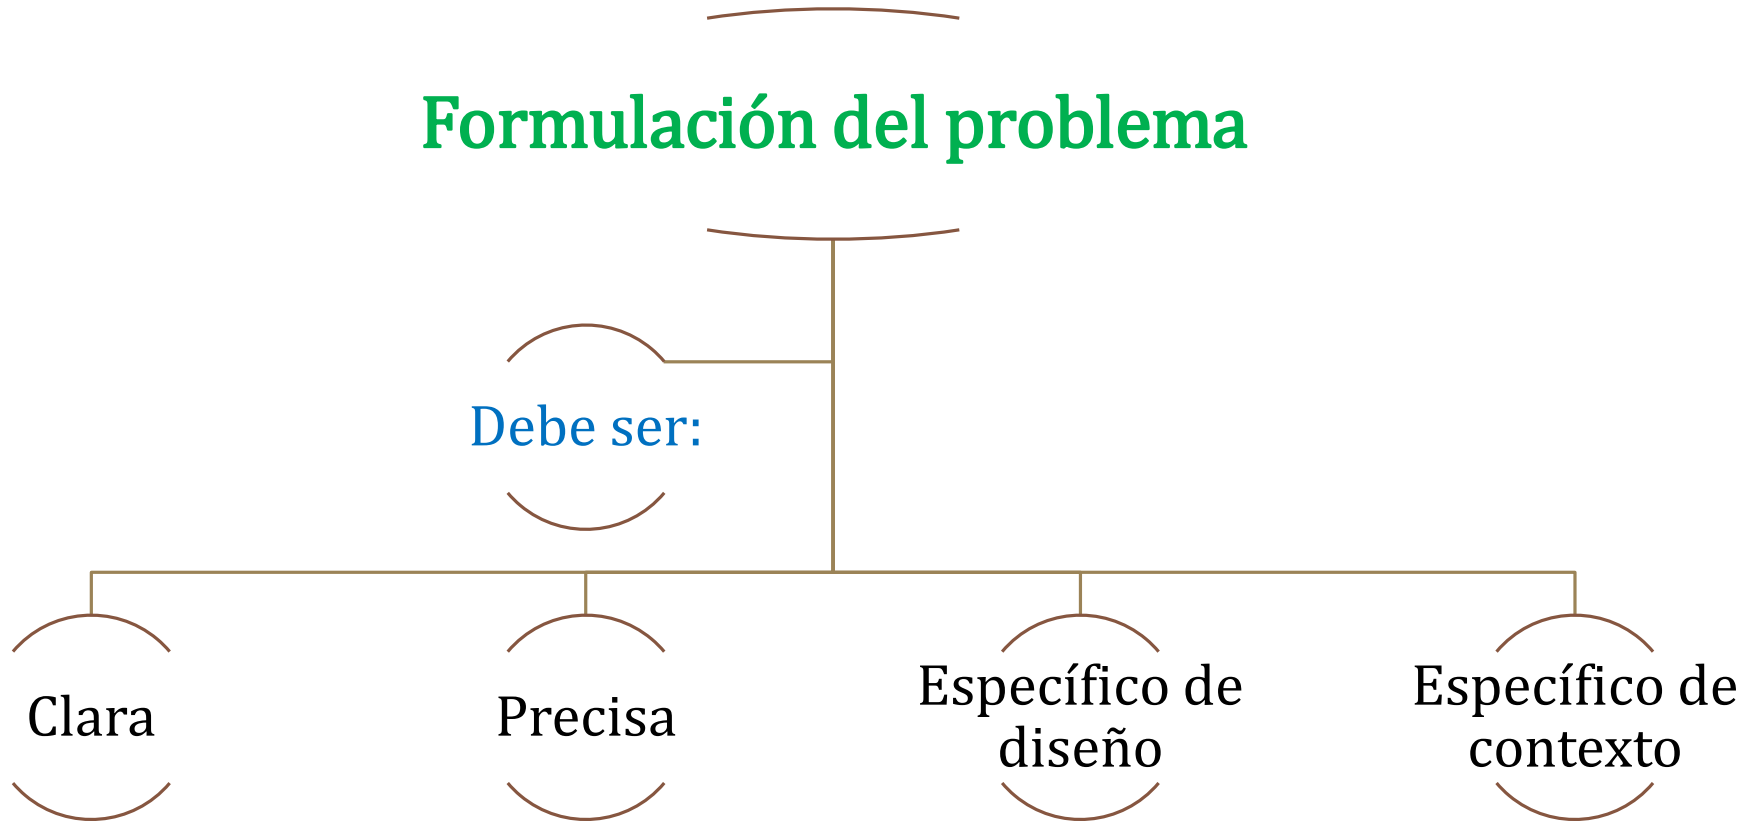 Formulación del problema
Debe ser:
Clara
Precisa
Específico de
diseño
Específico de
contexto